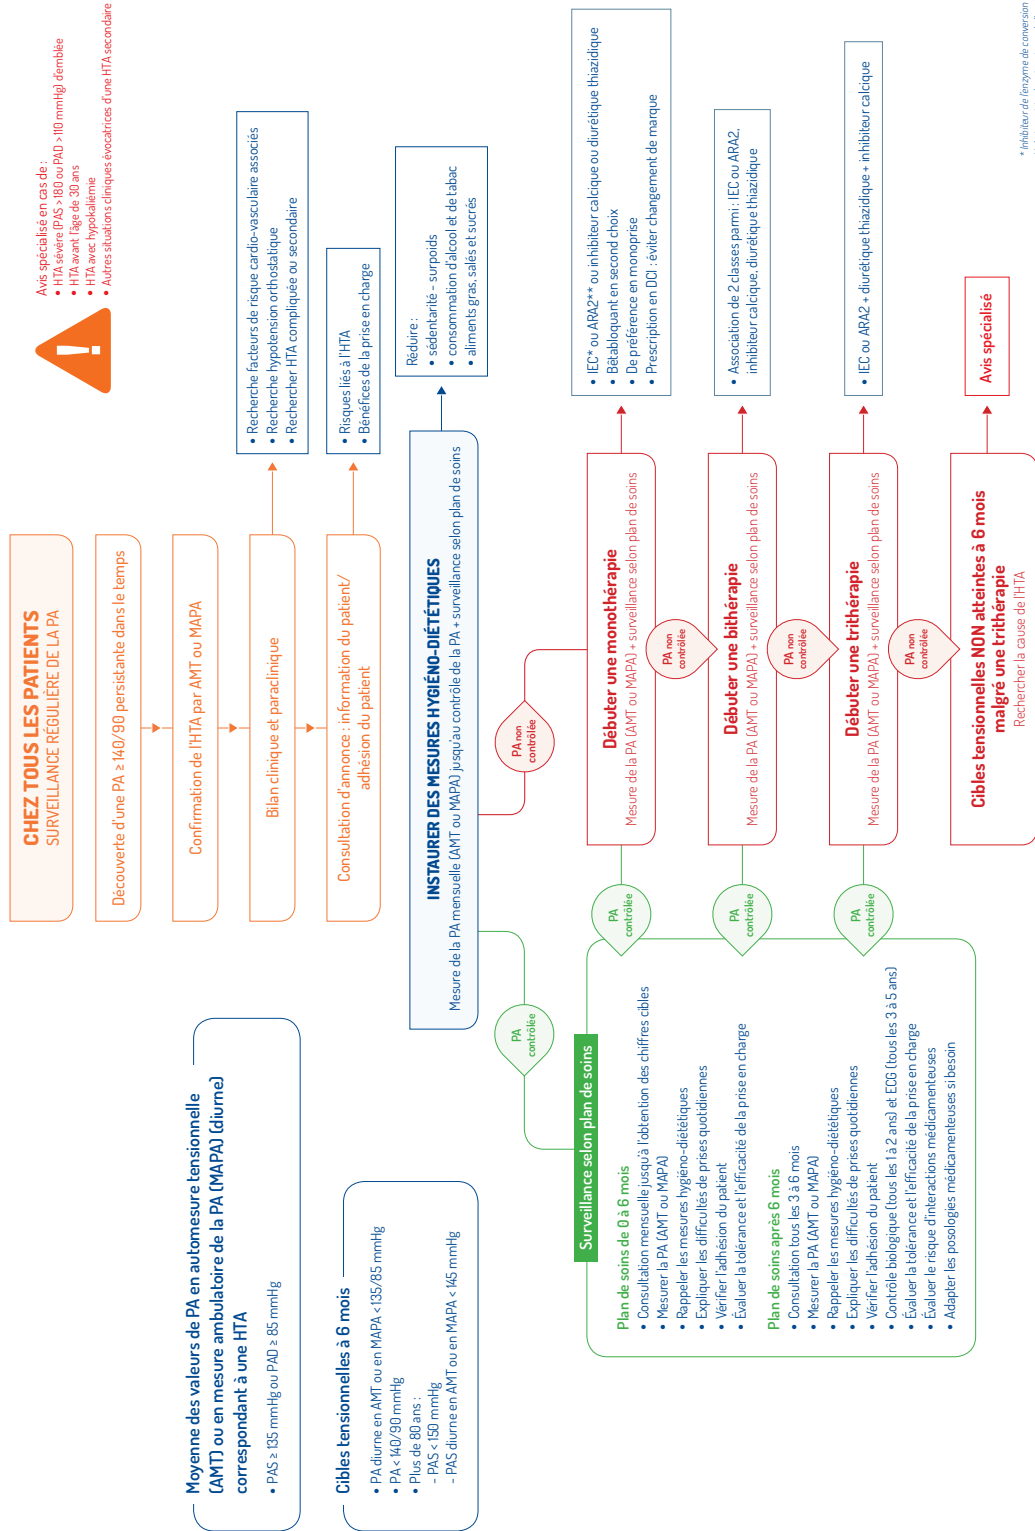 CHEZ TOUS LES PATIENTS
SURVEILLANCE RÉGULIÈRE DE LA PA
Avis spécialisé en cas de :
• HTA sévère (PAS > 180 ou PAD > 110 mmHg) d'emblée
• HTA avant l'âge de 30 ans
• HTA avec hypokaliémie
• Autres situations cliniques évocatrices d'une HTA secondaire
Découverte d'une PA ≥ 140/90 persistante dans le temps
Confirmation de l'HTA par AMT ou MAPA
Moyenne des valeurs de PA en automesure tensionnelle
(AMT) ou en mesure ambulatoire de la PA (MAPA) (diurne)
correspondant à une HTA
• PAS ≥ 135 mmHg ou PAD ≥ 85 mmHg
Bilan clinique et paraclinique
• Recherche facteurs de risque cardio-vasculaire associés
• Recherche hypotension orthostatique
• Rechercher HTA compliquée ou secondaire
Consultation d'annonce : information du patient/
adhésion du patient
• Risques liés à l'HTA
• Bénéfices de la prise en charge
Cibles tensionnelles à 6 mois
• PA diurne en AMT ou en MAPA < 135/85 mmHg
• PA < 140/90 mmHg
• Plus de 80 ans :
- PAS < 150 mmHg
- PAS diurne en AMT ou en MAPA < 145 mmHg
INSTAURER DES MESURES HYGIÉNO-DIÉTÉTIQUES
Mesure de la PA mensuelle (AMT ou MAPA) jusqu'au contrôle de la PA + surveillance selon plan de soins
Réduire :
• sédentarité - surpoids
• consommation d'alcool et de tabac
• aliments gras, salés et sucrés
PA
contrôlée
PA non
contrôlée
Surveillance selon plan de soins
Plan de soins de 0 à 6 mois
• Consultation mensuelle jusqu'à l'obtention des chiffres cibles
• Mesurer la PA (AMT ou MAPA)
• Rappeler les mesures hygiéno-diététiques
• Expliquer les difficultés de prises quotidiennes
• Vérifier l'adhésion du patient
• Évaluer la tolérance et l'efficacité de la prise en charge
Plan de soins après 6 mois
• Consultation tous les 3 à 6 mois
• Mesurer la PA (AMT ou MAPA)
• Rappeler les mesures hygiéno-diététiques
• Expliquer les difficultés de prises quotidiennes
• Vérifier l'adhésion du patient
• Contrôle biologique (tous les 1 à 2 ans) et ECG (tous les 3 à 5 ans)
• Évaluer la tolérance et l'efficacité de la prise en charge
• Évaluer le risque d'interactions médicamenteuses
• Adapter les posologies médicamenteuses si besoin
PA
contrôlée
Débuter une monothérapie
Mesure de la PA (AMT ou MAPA) + surveillance selon plan de soins
• IEC* ou ARA2** ou inhibiteur calcique ou diurétique thiazidique
• Bêtabloquant en second choix
• De préférence en monoprise
• Prescription en DCI : éviter changement de marque
PA non
contrôlée
PA
contrôlée
Débuter une bithérapie
Mesure de la PA (AMT ou MAPA) + surveillance selon plan de soins
• Association de 2 classes parmi : IEC ou ARA2,
inhibiteur calcique, diurétique thiazidique
PA non
contrôlée
PA
contrôlée
Débuter une trithérapie
Mesure de la PA (AMT ou MAPA) + surveillance selon plan de soins
• IEC ou ARA2 + diurétique thiazidique + inhibiteur calcique
PA non
contrôlée
Cibles tensionnelles NON atteintes à 6 mois
malgré une trithérapie
Rechercher la cause de l'HTA
Avis spécialisé
* Inhibiteur de l'enzyme de conversion